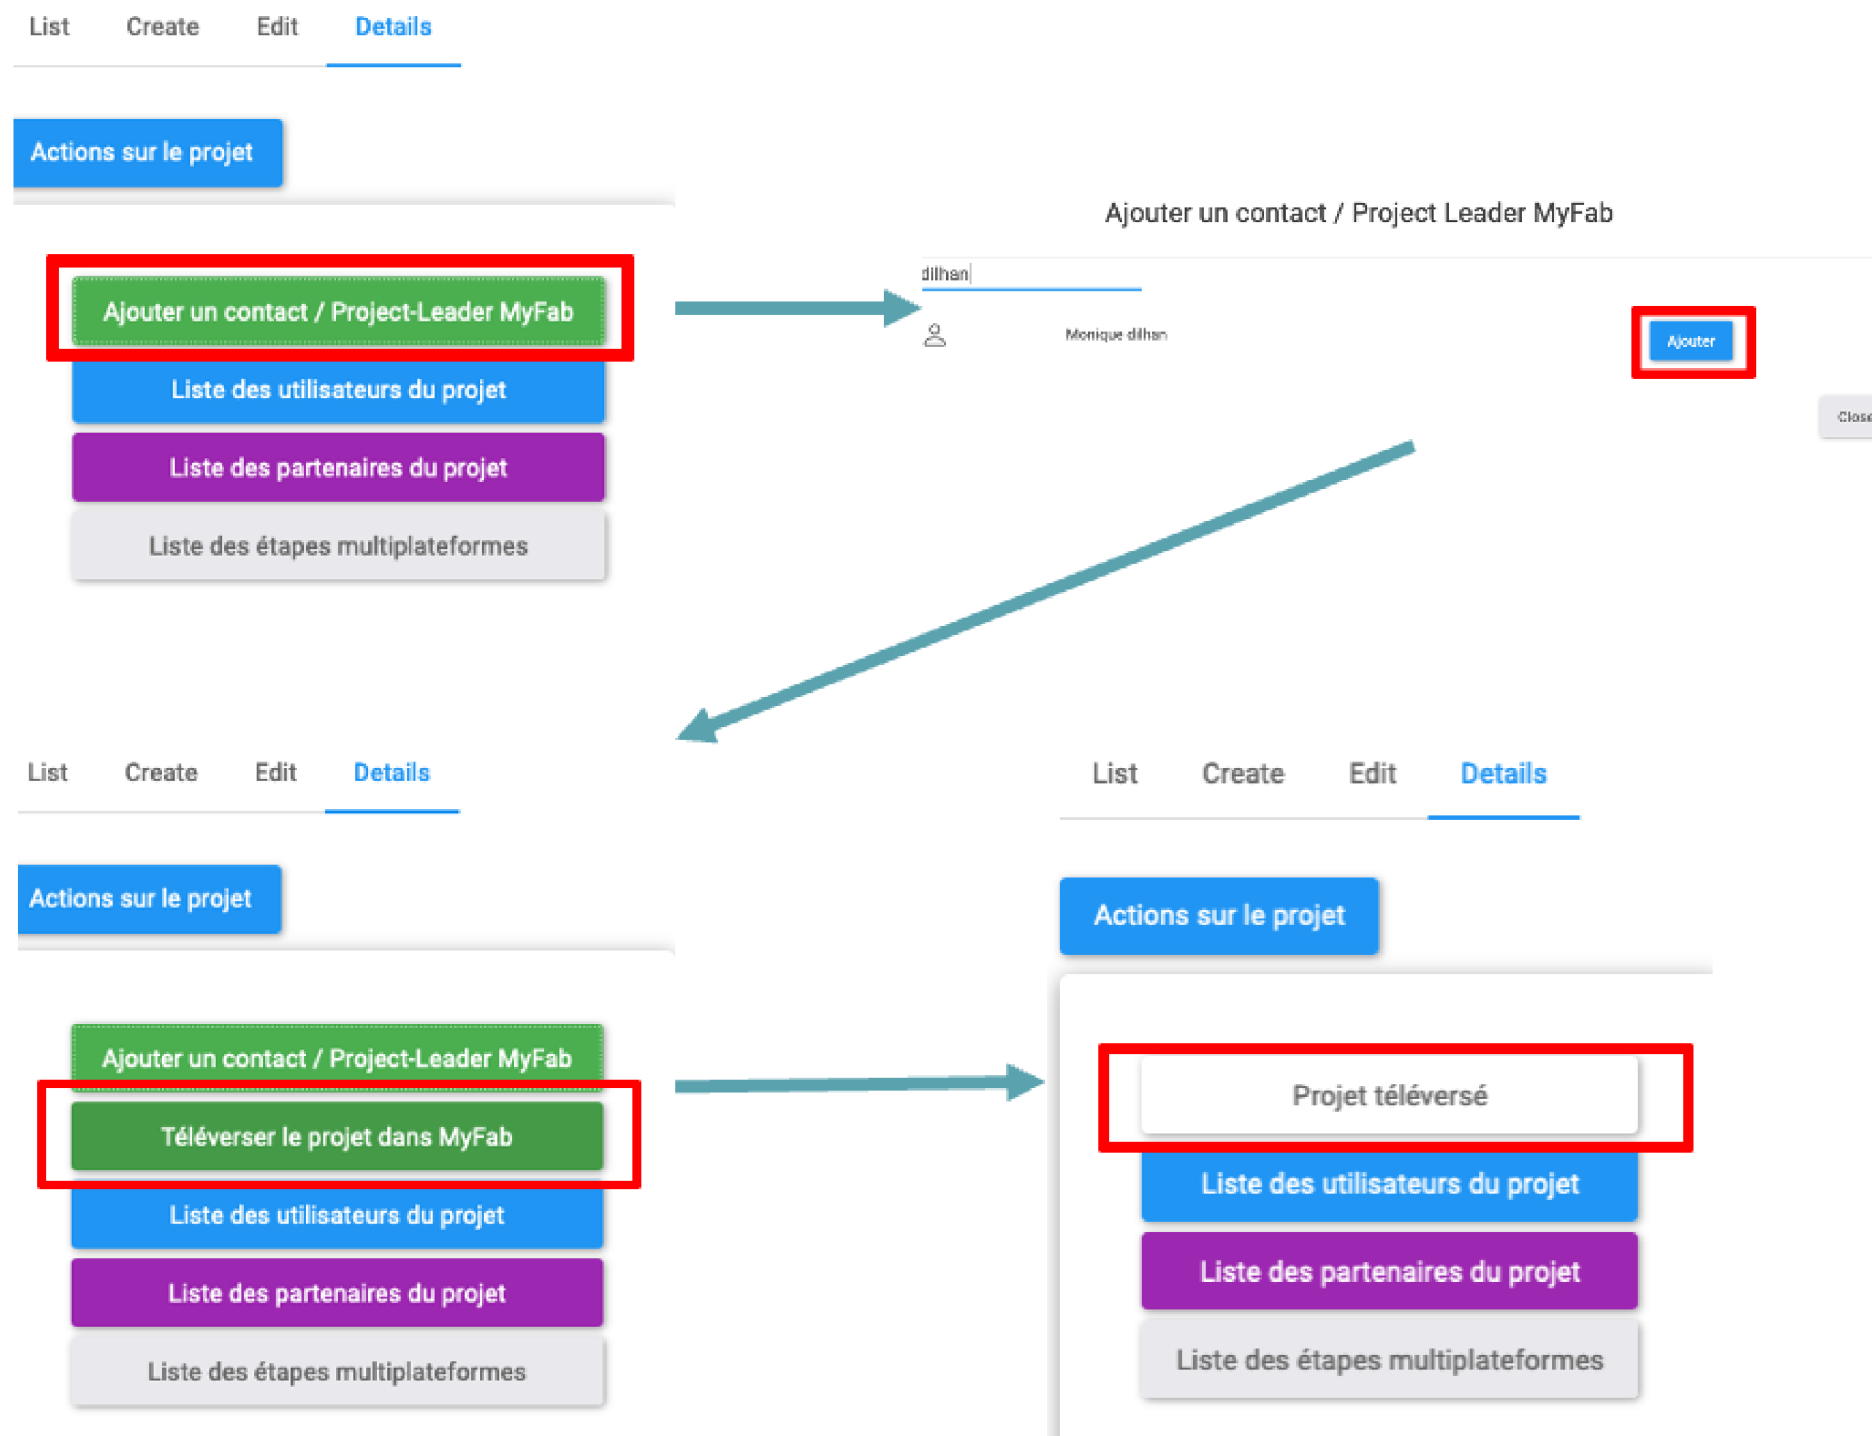 List Create Edit Details
Actions sur le projet
Ajouter un contact / Project-Leader MyFab
Liste des utilisateurs du projet
Liste des partenaires du projet
Liste des étapes multiplateformes
Ajouter un contact / Project Leader MyFab
dilhan
Monique dilhan Ajouter
Close
List Create Edit Details
Actions sur le projet
Ajouter un contact / Project-Leader MyFab
Téléverser le projet dans MyFab
Liste des utilisateurs du projet
Liste des partenaires du projet
Liste des étapes multiplateformes
List Create Edit Details
Actions sur le projet
Projet téléversé
Liste des utilisateurs du projet
Liste des partenaires du projet
Liste des étapes multiplateformes